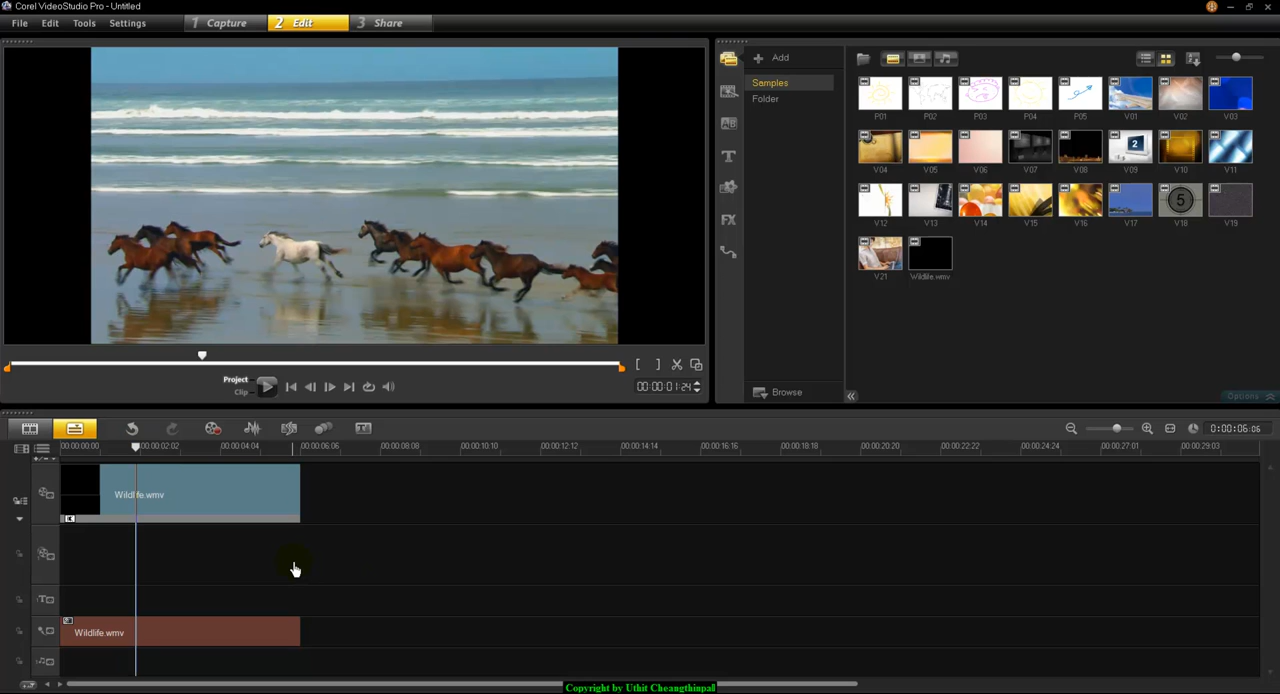 Corel VideoStudio Pro - Untitled
File Edit Tools Settings 1 Capture 2 Edit 3 Share
Add
Samples
Folder
P01 P02 P03 P04 P05 V01 V02 V03
V04 V05 V06 V07 V08 V09 V10 V11
V12 V13 V14 V15 V16 V17 V18 V19
V21 Wildlife.wmv
Project
Clip
00:00:01:24
Browse
Options
00:00:00:00 00:00:02:02 00:00:04:04 00:00:06:06 00:00:08:08 00:00:10:10 00:00:12:12 00:00:14:14 00:00:16:16 00:00:18:18 00:00:20:20 00:00:22:22 00:00:24:24 00:00:27:01 00:00:29:03
0:00:06:06
Wildlife.wmv
Wildlife.wmv
Copyright by Uthit Cheangthinpall